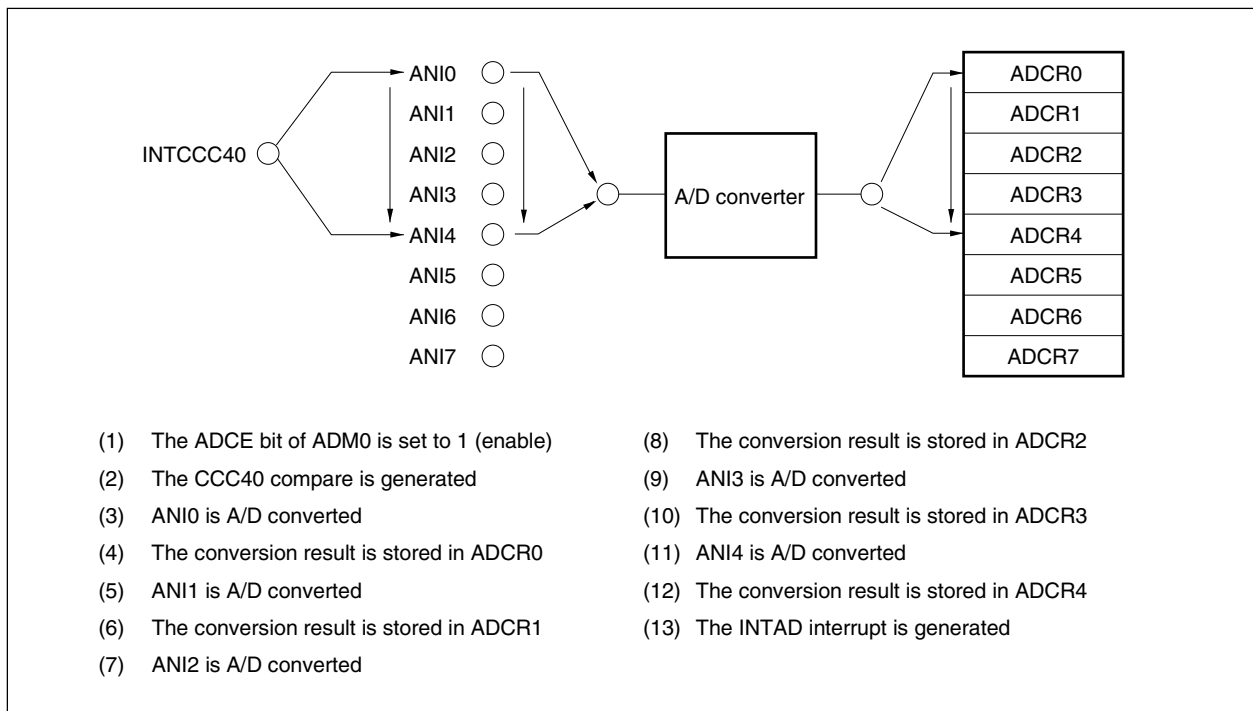 ANI0
ANI1
ANI2
ANI3
ANI4
ANI5
ANI6
ANI7
INTCCC40
A/D converter
ADCR0
ADCR1
ADCR2
ADCR3
ADCR4
ADCR5
ADCR6
ADCR7
(1) The ADCE bit of ADM0 is set to 1 (enable)
(2) The CCC40 compare is generated
(3) ANI0 is A/D converted
(4) The conversion result is stored in ADCR0
(5) ANI1 is A/D converted
(6) The conversion result is stored in ADCR1
(7) ANI2 is A/D converted
(8) The conversion result is stored in ADCR2
(9) ANI3 is A/D converted
(10) The conversion result is stored in ADCR3
(11) ANI4 is A/D converted
(12) The conversion result is stored in ADCR4
(13) The INTAD interrupt is generated